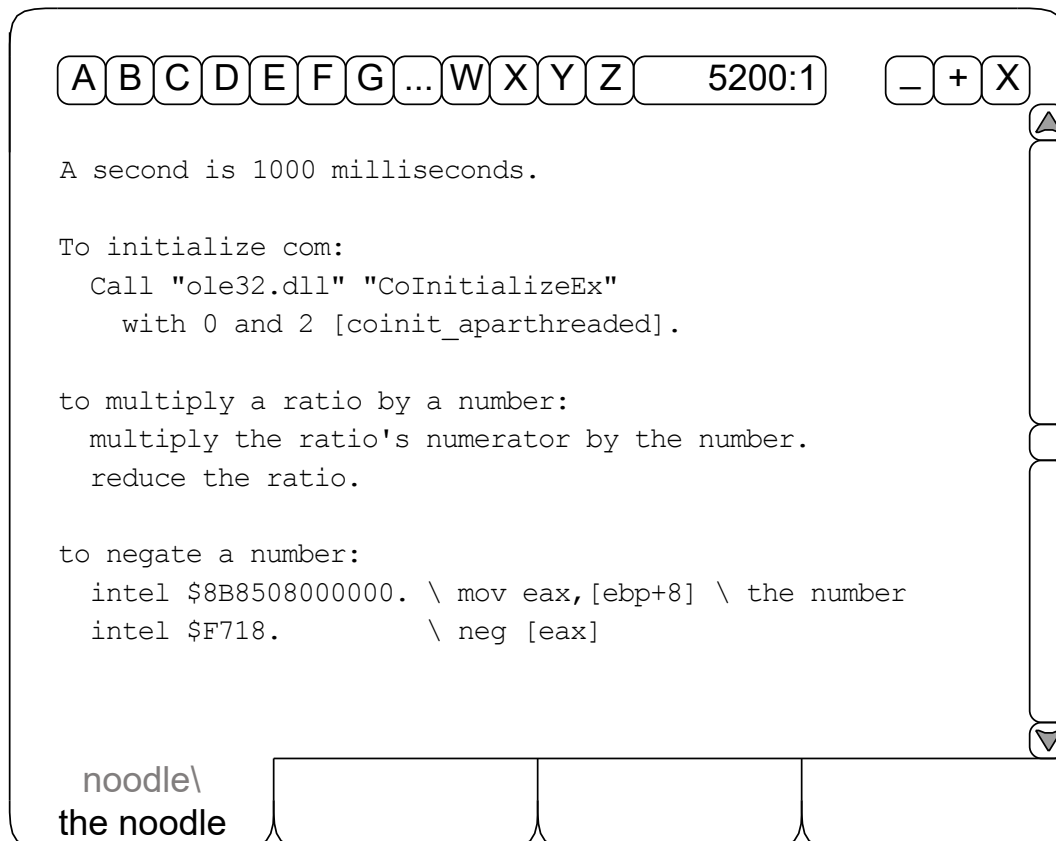 A B C D E F G ... W X Y Z 5200:1 _ + X
A second is 1000 milliseconds.
To initialize com:
Call "ole32.dll" "CoInitializeEx"
with 0 and 2 [coinit_aparthreaded].
to multiply a ratio by a number:
multiply the ratio's numerator by the number.
reduce the ratio.
to negate a number:
intel $8B8508000000. \ mov eax,[ebp+8] \ the number
intel $F718. \ neg [eax]
noodle\
the noodle